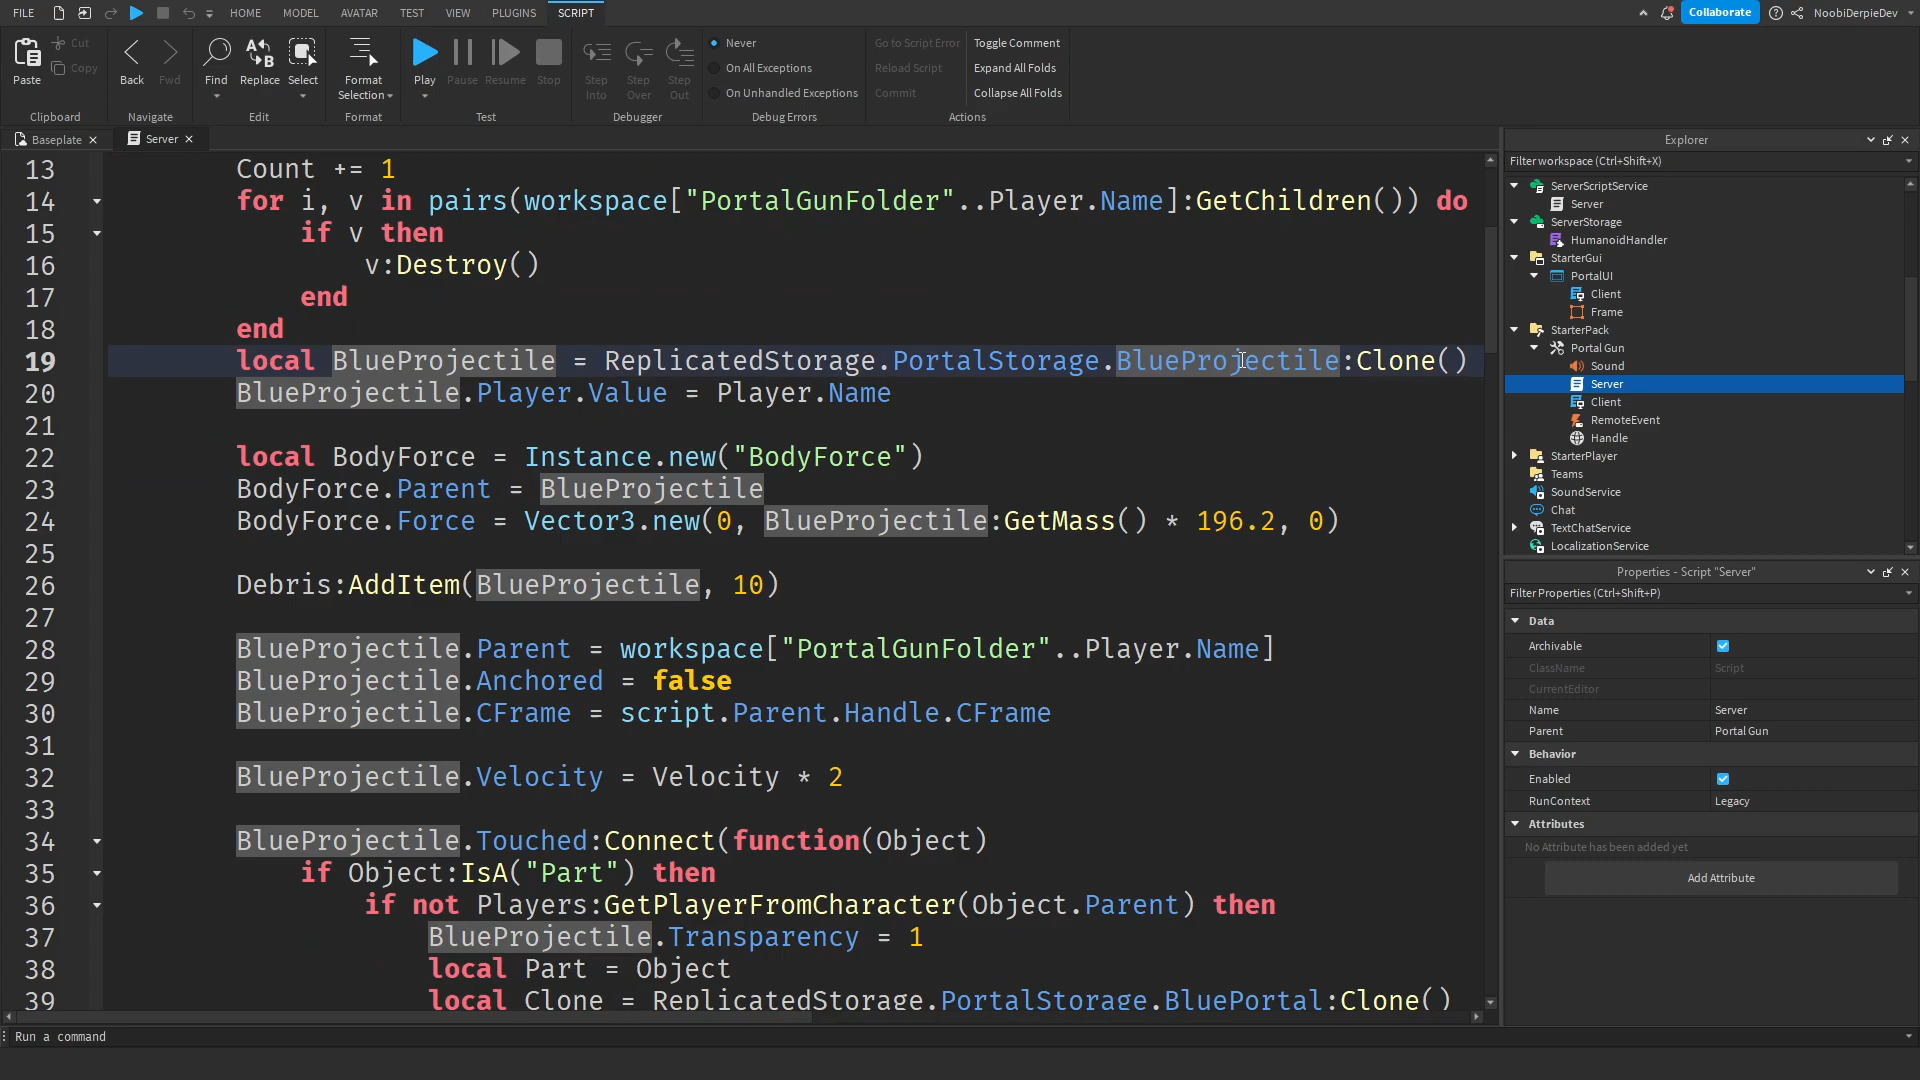 FILE HOME MODEL AVATAR TEST VIEW PLUGINS SCRIPT Collaborate NoobiDerpieDev
Paste Cut Copy Back Fwd Find Replace Select Format Selection Play Pause Resume Stop Step Into Step Over Step Out
Never
On All Exceptions
On Unhandled Exceptions
Go to Script Error
Reload Script
Commit
Toggle Comment
Expand All Folds
Collapse All Folds
Clipboard Navigate Edit Format Test Debugger Debug Errors Actions
Baseplate Server
13 Count += 1
14 for i, v in pairs(workspace["PortalGunFolder"..Player.Name]:GetChildren()) do
15 if v then
16 v:Destroy()
17 end
18 end
19 local BlueProjectile = ReplicatedStorage.PortalStorage.BlueProjectile:Clone()
20 BlueProjectile.Player.Value = Player.Name
21
22 local BodyForce = Instance.new("BodyForce")
23 BodyForce.Parent = BlueProjectile
24 BodyForce.Force = Vector3.new(0, BlueProjectile:GetMass() * 196.2, 0)
25
26 Debris:AddItem(BlueProjectile, 10)
27
28 BlueProjectile.Parent = workspace["PortalGunFolder"..Player.Name]
29 BlueProjectile.Anchored = false
30 BlueProjectile.CFrame = script.Parent.Handle.CFrame
31
32 BlueProjectile.Velocity = Velocity * 2
33
34 BlueProjectile.Touched:Connect(function(Object)
35 if Object:IsA("Part") then
36 if not Players:GetPlayerFromCharacter(Object.Parent) then
37 BlueProjectile.Transparency = 1
38 local Part = Object
39 local Clone = ReplicatedStorage.PortalStorage.BluePortal:Clone()
Run a command
Explorer
Filter workspace (Ctrl+Shift+X)
ServerScriptService
Server
ServerStorage
HumanoidHandler
StarterGui
PortalUI
Client
Frame
StarterPack
Portal Gun
Sound
Server
Client
RemoteEvent
Handle
StarterPlayer
Teams
SoundService
Chat
TextChatService
LocalizationService
Properties - Script "Server"
Filter Properties (Ctrl+Shift+P)
Data
Archivable
ClassName Script
CurrentEditor
Name Server
Parent Portal Gun
Behavior
Enabled
RunContext Legacy
Attributes
No Attribute has been added yet
Add Attribute